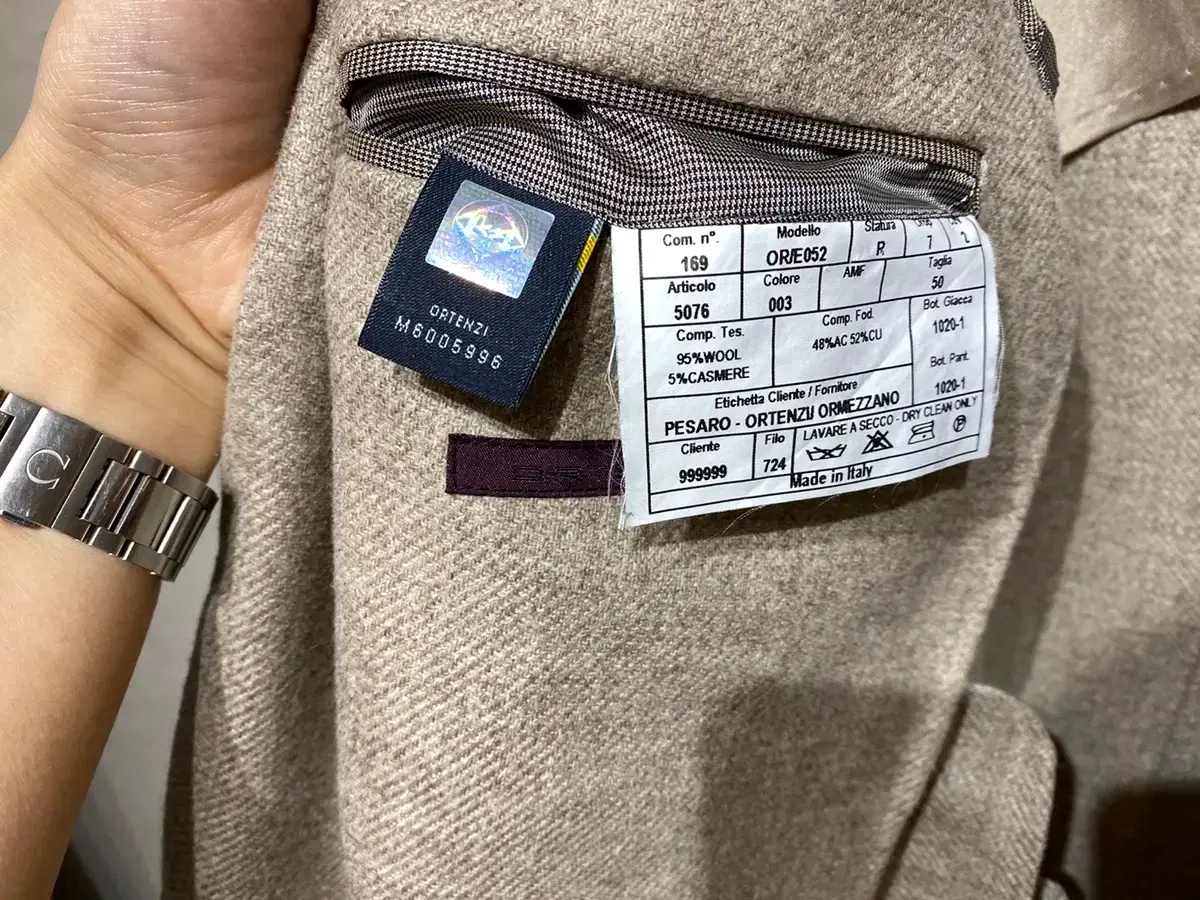 ORTENZI
M6005996
Com. n°.
169
Modello
OR/E052
Statura
R
7
2
Articolo
5076
Colore
003
AMF
Taglia
50
Comp. Tes.
95%WOOL
5%CASMERE
Comp. Fod.
48%AC 52%CU
Bot. Giacca
1020-1
Bot. Pant.
1020-1
Etichetta Cliente / Fornitore
PESARO - ORTENZI/ ORMEZZANO
Cliente
999999
Filo
724
LAVARE A SECCO - DRY CLEAN ONLY
P
Made in Italy
C